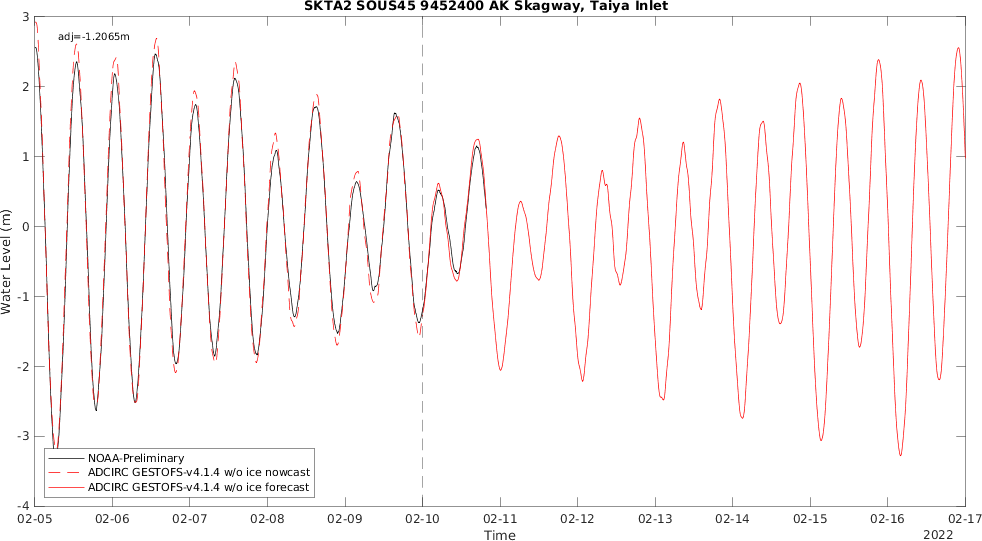 SKTA2 SOUS45 9452400 AK Skagway, Taiya Inlet
adj=-1.2065m
3
2
1
0
-1
-2
-3
-4
Water Level (m)
NOAA-Preliminary
ADCIRC GESTOFS-v4.1.4 w/o ice nowcast
ADCIRC GESTOFS-v4.1.4 w/o ice forecast
02-05 02-06 02-07 02-08 02-09 02-10 02-11 02-12 02-13 02-14 02-15 02-16 02-17
Time
2022